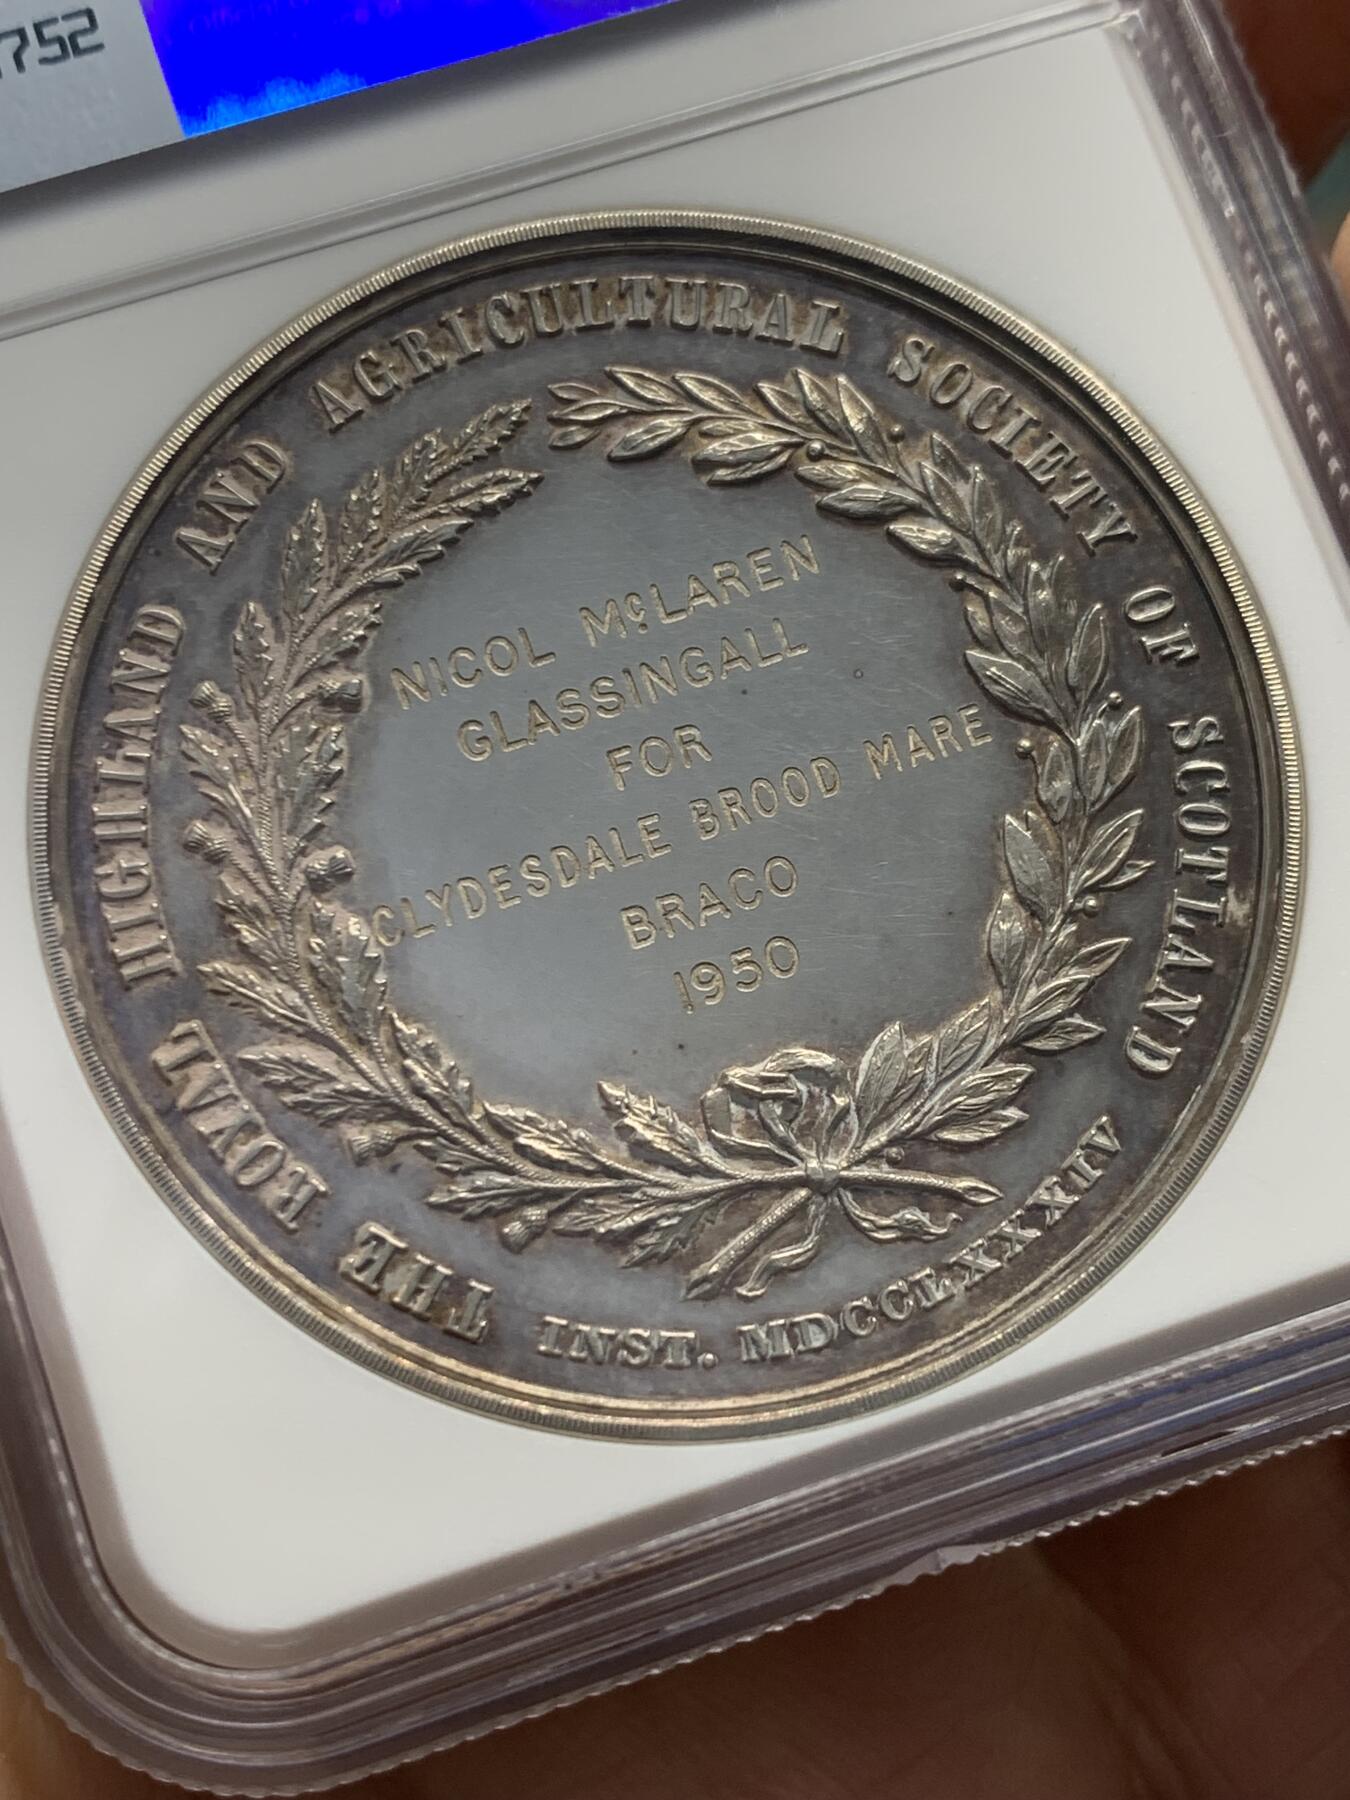 752
THE ROYAL HIGHLAND AND AGRICULTURAL SOCIETY OF SCOTLAND
NICOL McLAREN
GLASSINGALL
FOR
CLYDESDALE BROOD MARE
BRACO
1950
INST. MDCCLXXXIV